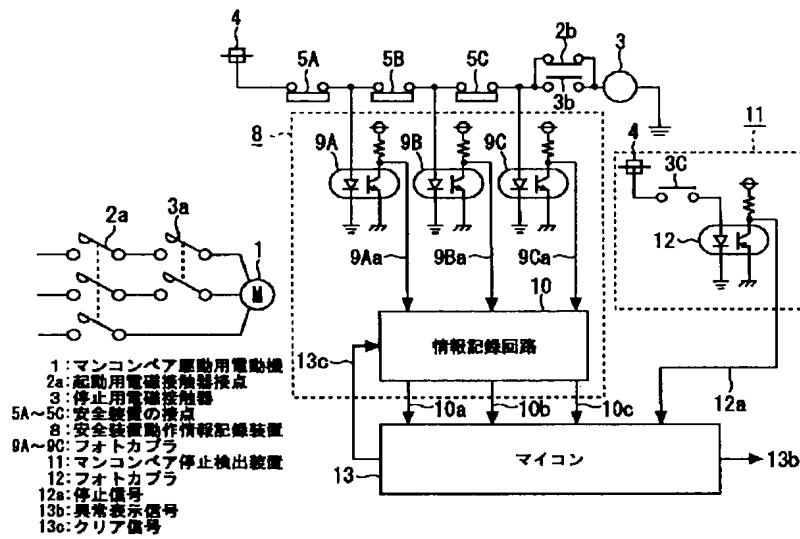 4
5A
5B
5C
2b
3
3b
11
8
9A
9B
9C
4
3C
2a
3a
1
12
9Aa
9Ba
9Ca
M
10
情報記録回路
13c
10a
10b
10c
12a
マイコン
13
13b
1:マンコンベア駆動用電動機
2a:起動用電磁接触器接点
3:停止用電磁接触器
5A～5C:安全装置の接点
8:安全装置動作情報記録装置
9A～9C:フォトカプラ
11:マンコンベア停止検出装置
12:フォトカプラ
12a:停止信号
13b:異常表示信号
13c:クリア信号